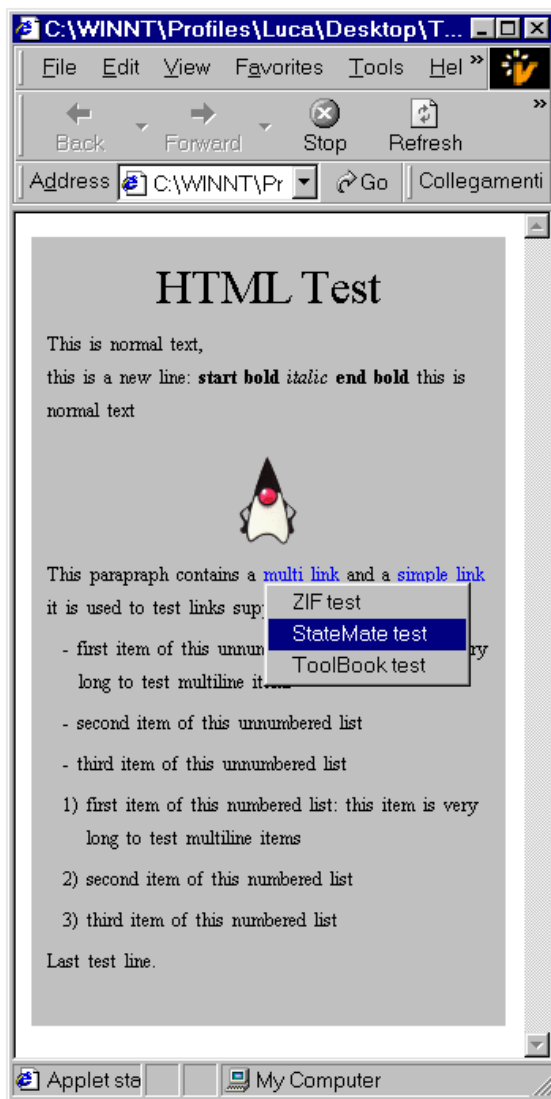 C:\WINNT\Profiles\Luca\Desktop\T...
File Edit View Favorites Tools Hel »
Back Forward Stop Refresh »
Address C:\WINNT\Pr Go Collegamenti
HTML Test
This is normal text,
this is a new line: start bold italic end bold this is
normal text
This parapraph contains a multi link and a simple link
it is used to test links sup
ZIF test
StateMate test
ToolBook test
- first item of this unnum ry
long to test multiline
- second item of this unnumbered list
- third item of this unnumbered list
1) first item of this numbered list: this item is very
long to test multiline items
2) second item of this numbered list
3) third item of this numbered list
Last test line.
Applet sta My Computer